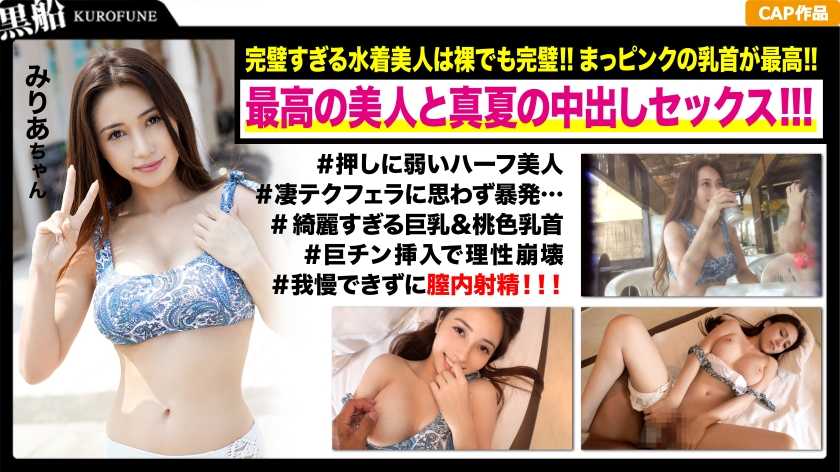 黒船 KUROFUNE
CAP作品
みりあちゃん
完璧すぎる水着美人は裸でも完璧!! まっピンクの乳首が最高!!
最高の美人と真夏の中出しセックス!!!
#押しに弱いハーフ美人
#凄テクフェラに思わず暴発…
#綺麗すぎる巨乳&桃色乳首
#巨チン挿入で理性崩壊
#我慢できずに膣内射精!!!